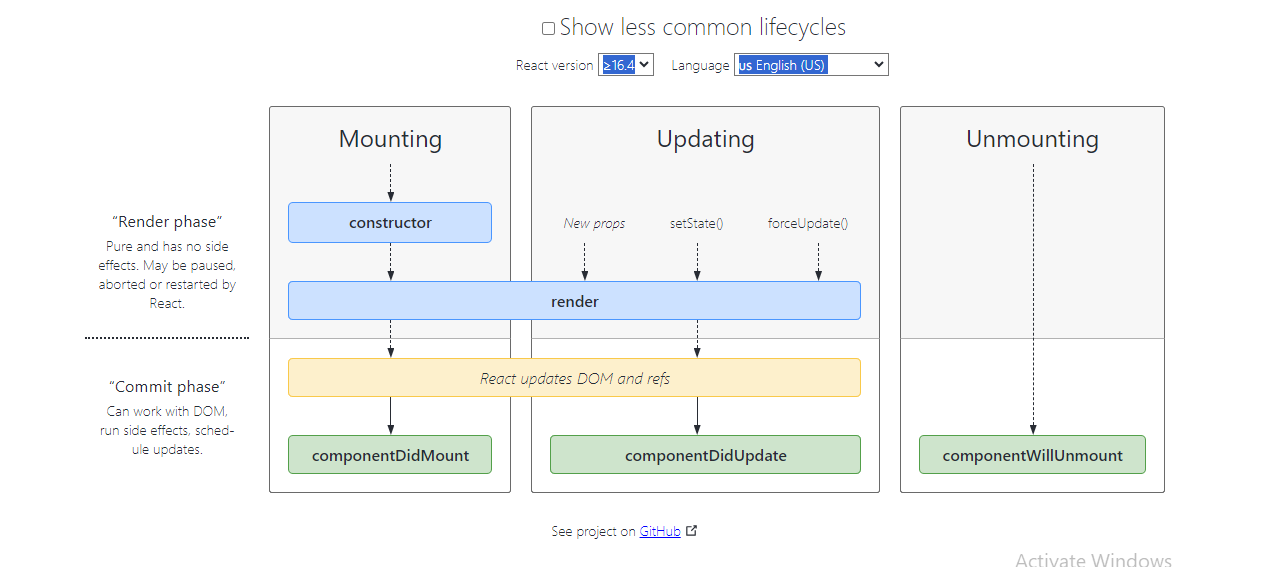 Show less common lifecycles
React version ≥16.4 Language us English (US)
Mounting
Updating
Unmounting
“Render phase”
Pure and has no side
effects. May be paused,
aborted or restarted by
React.
constructor
New props
setState()
forceUpdate()
render
“Commit phase”
Can work with DOM,
run side effects, sched-
ule updates.
React updates DOM and refs
componentDidMount
componentDidUpdate
componentWillUnmount
See project on GitHub
Activate Windows